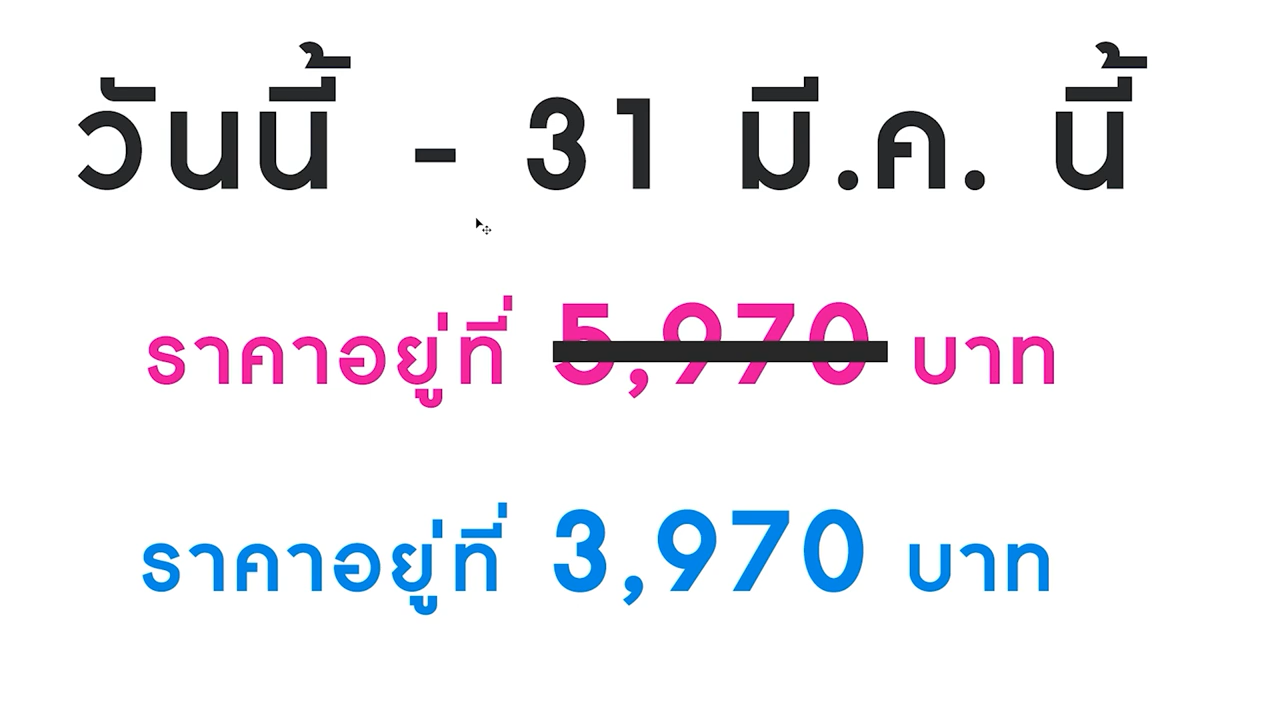 วันนี้ - 31 มี.ค. นี้
ราคาอยู่ที่ 5,970 บาท
ราคาอยู่ที่ 3,970 บาท